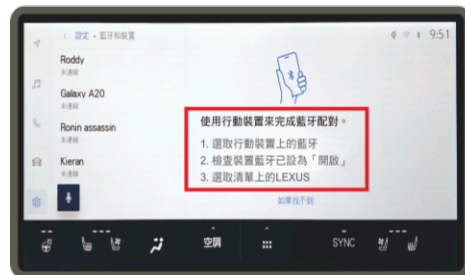 < 設定 • 藍牙和裝置
9:51
Roddy
未連線
Galaxy A20
未連線
Ronin assassin
未連線
Kieran
未連線
使用行動裝置來完成藍牙配對。
1. 選取行動裝置上的藍牙
2. 檢查裝置藍牙已設為「開啟」
3. 選取清單上的LEXUS
如果找不到
空調
SYNC